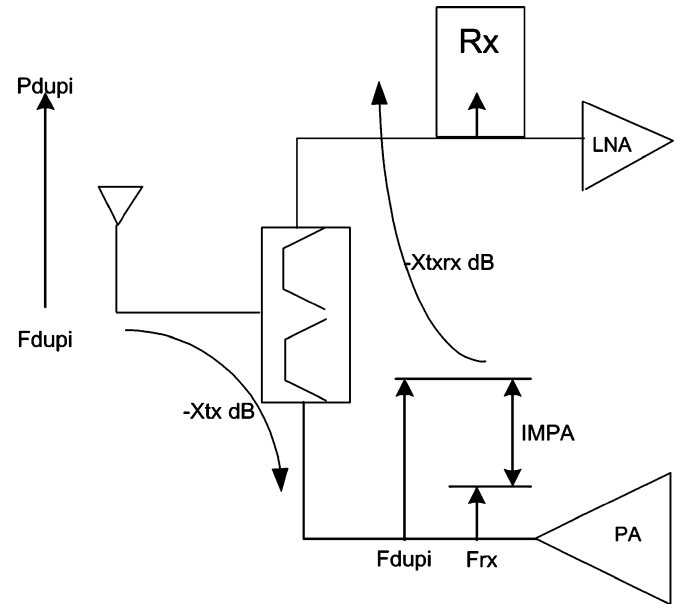 Rx
Pdupi
LNA
-Xtxrx dB
Fdupi
-Xtx dB
IMPA
PA
Fdupi
Frx